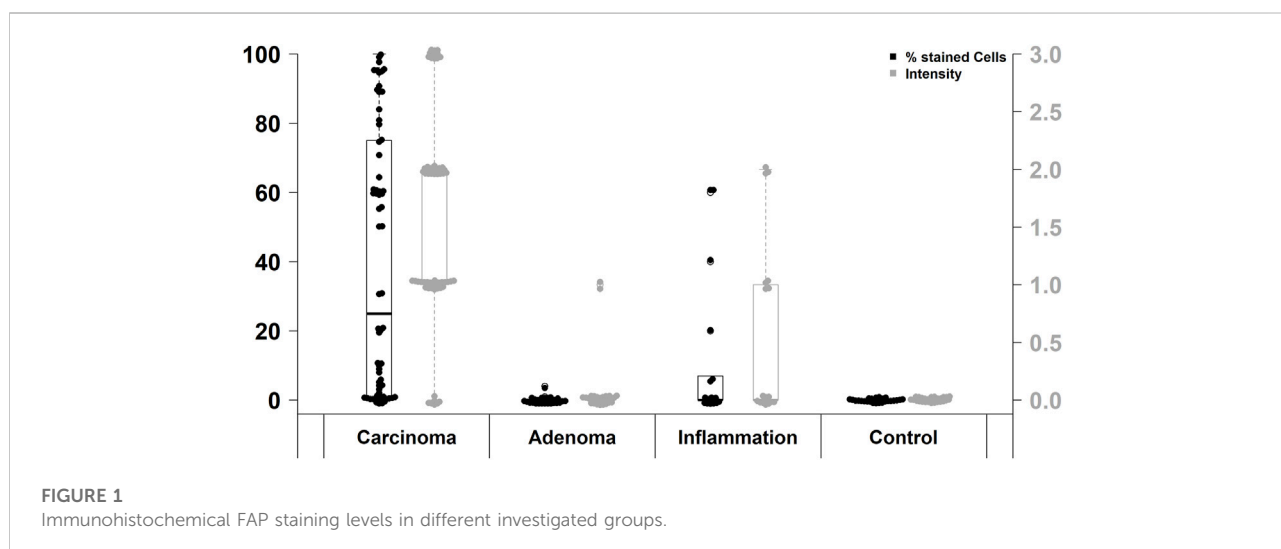 % stained Cells
Intensity
100
80
60
40
20
0
3.0
2.5
2.0
1.5
1.0
0.5
0.0
Carcinoma Adenoma Inflammation Control
FIGURE 1
Immunohistochemical FAP staining levels in different investigated groups.